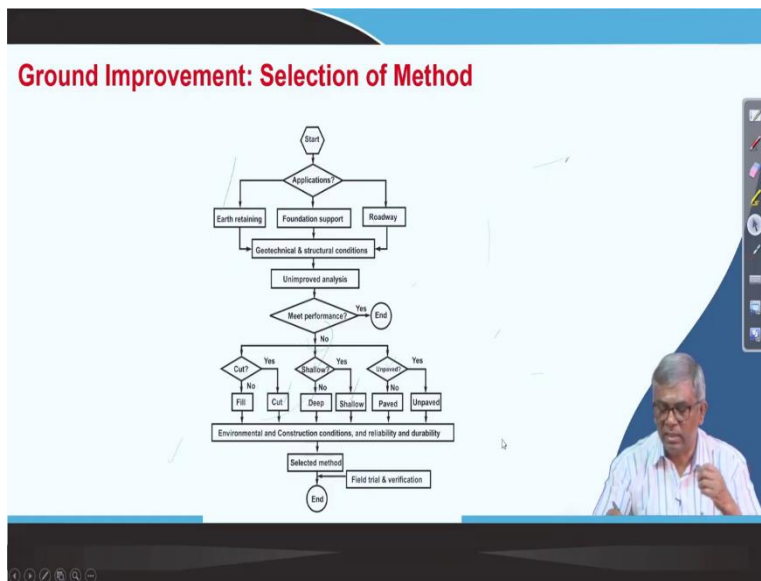 Ground Improvement: Selection of Method
Start
Applications?
Earth retaining
Foundation support
Roadway
Geotechnical & structural conditions
Unimproved analysis
Meet performance?
Yes
End
No
Cut?
Yes
Shallow?
Yes
Unpaved?
Yes
No
No
No
Fill
Cut
Deep
Shallow
Paved
Unpaved
Environmental and Construction conditions, and reliability and durability
Selected method
Field trial & verification
End